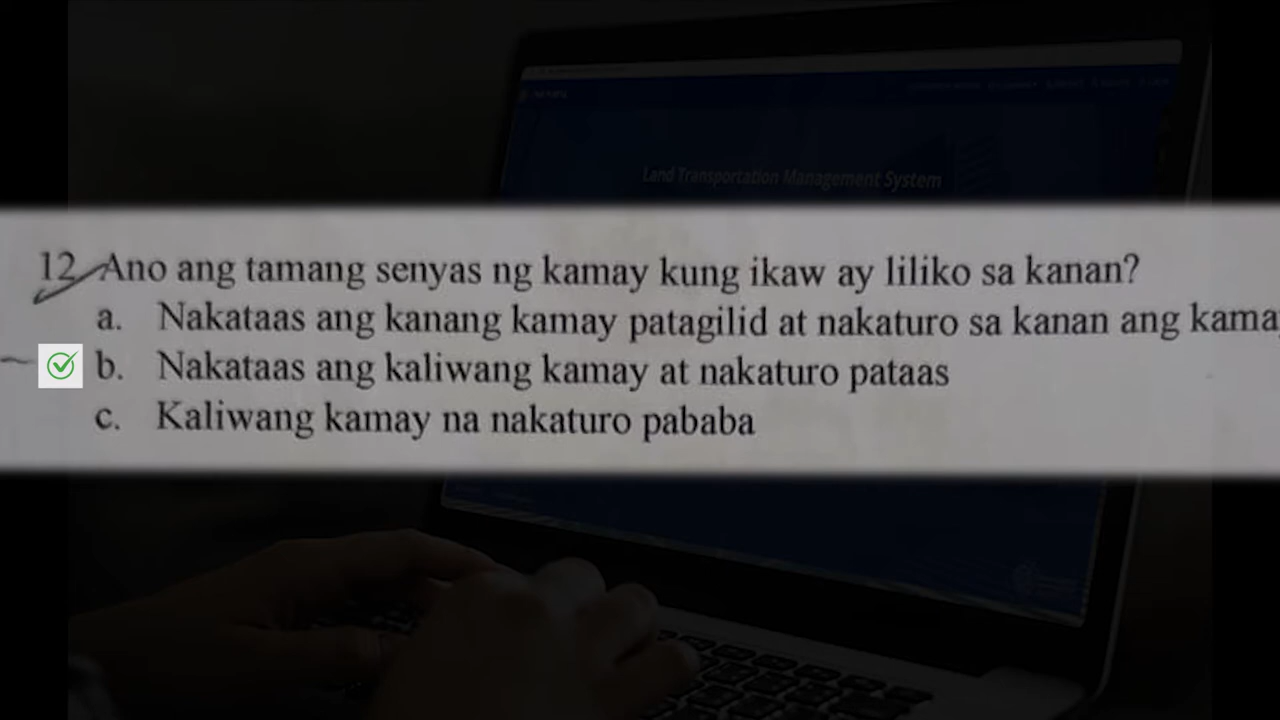 Land Transportation Management System
12. Ano ang tamang senyas ng kamay kung ikaw ay liliko sa kanan?
a. Nakataas ang kanang kamay patagilid at nakaturo sa kanan ang
b. Nakataas ang kaliwang kamay at nakaturo pataas
c. Kaliwang kamay na nakaturo pababa